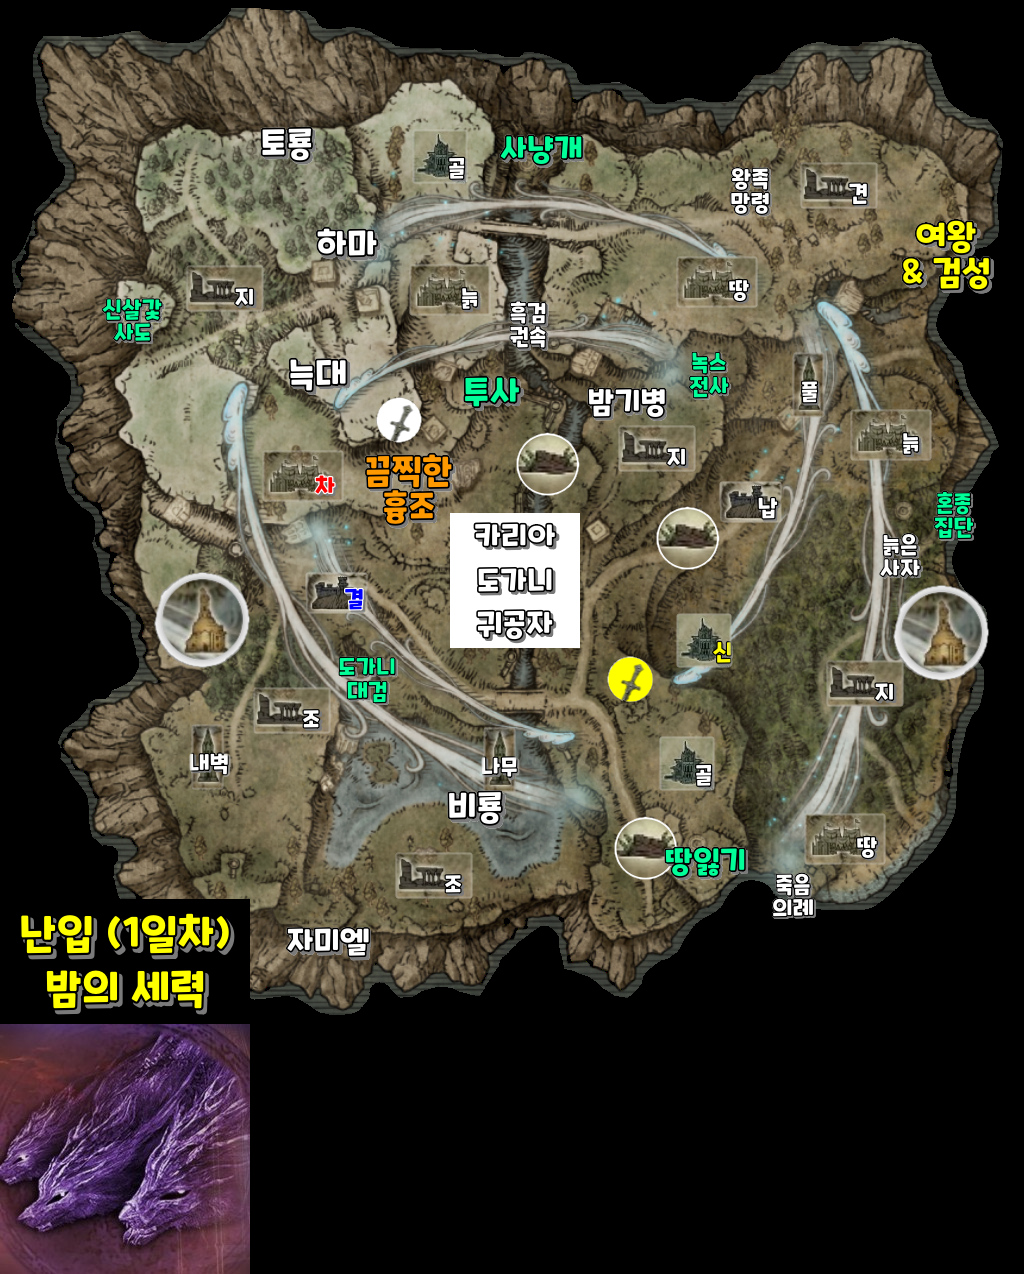 토룡
골
사냥개
왕족
망령
견
하마
여왕
& 검성
지
늙
땅
신살갗
사도
흑검
권속
늑대
투사
녹스
전사
밤기병
풀
늙
지
차
끔찍한
흉조
납
혼종
집단
카리아
도가니
귀공자
늙은
사자
결
신
도가니
대검
지
조
내벽
나무
골
비룡
땅
땅잃기
조
죽음
의례
자미엘
난입 (1일차)
밤의 세력